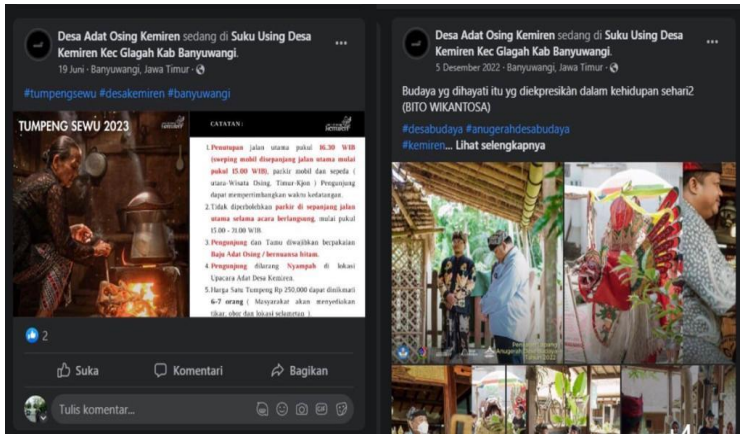 Desa Adat Osing Kemiren sedang di Suku Using Desa
Kemiren Kec Glagah Kab Banyuwangi.
19 Juni · Banyuwangi, Jawa Timur ·
#tumpengsewu #desakemiren #banyuwangi
TUMPENG SEWU 2023
CATATAN :
1. Penutupan jalan utama pukul 16.30 WIB
(sweping mobil disepanjang jalan utama mulai
pukul 15.00 WIB), parkir mobil dan sepeda (
utara-Wisata Osing, Timur-Kjon ) Pengunjung
dapat mempertimbangkan waktu kedatangan.
2. Tidak diperbolehkan parkir di sepanjang jalan
utama selama acara berlangsung, mulai pukul
15.00 - 21.00 WIB.
3. Pengunjung dan Tamu diwajibkan berpakaian
Baju Adat Osing / bernuansa hitam.
4. Pengunjung dilarang Nyampah di lokasi
Upacara Adat Desa Kemiren.
5. Harga Satu Tumpeng Rp 250,000 dapat dinikmati
6-7 orang ( Masyarakat akan menyediakan
tikar, obor dan lokasi selametan ).
2
Suka
Komentari
Bagikan
Tulis komentar...
Desa Adat Osing Kemiren sedang di Suku Using Desa
Kemiren Kec Glagah Kab Banyuwangi.
5 Desember 2022 · Banyuwangi, Jawa Timur ·
Budaya yg dihayati itu yg diekpresikan dalam kehidupan sehari2
(BITO WIKANTOSA)
#desabudaya #anugerahdesabudaya
#kemiren... Lihat selengkapnya
Anugerah Desa Budaya
Tahun 2022